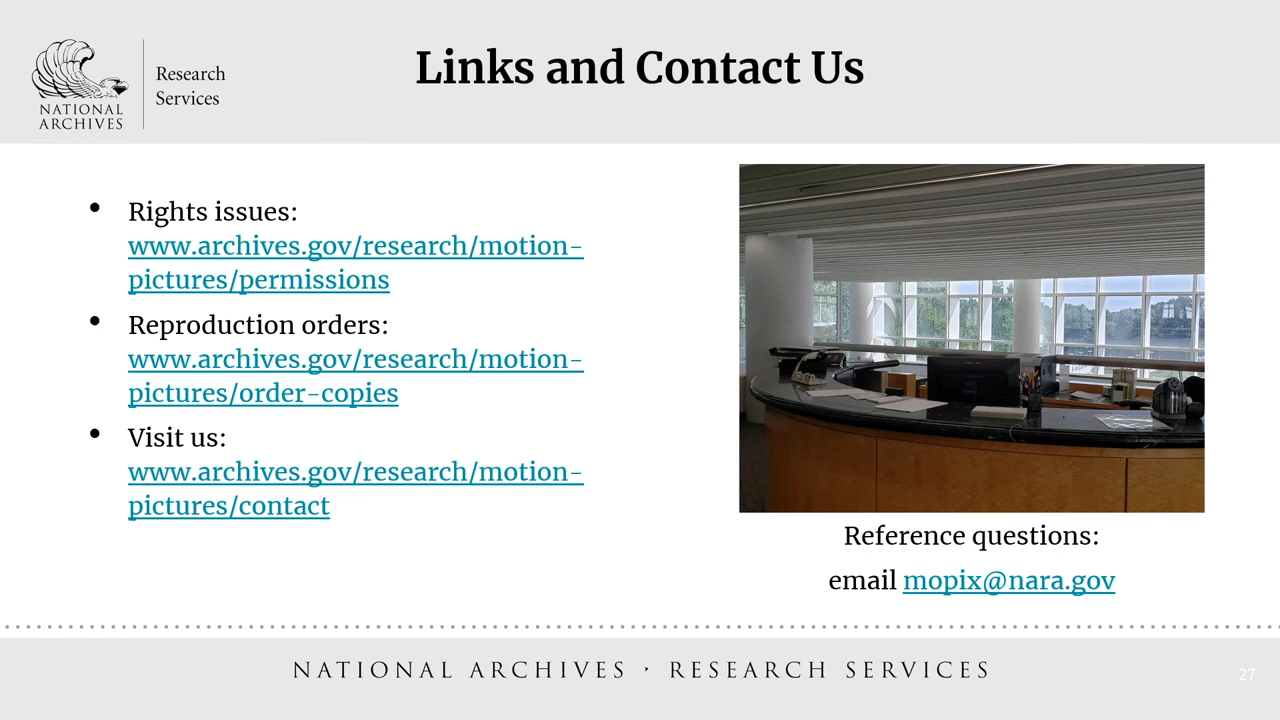 NATIONAL
ARCHIVES
Research
Services
Links and Contact Us
• Rights issues:
www.archives.gov/research/motion-
pictures/permissions
• Reproduction orders:
www.archives.gov/research/motion-
pictures/order-copies
• Visit us:
www.archives.gov/research/motion-
pictures/contact
Reference questions:
email mopix@nara.gov
NATIONAL ARCHIVES · RESEARCH SERVICES
27